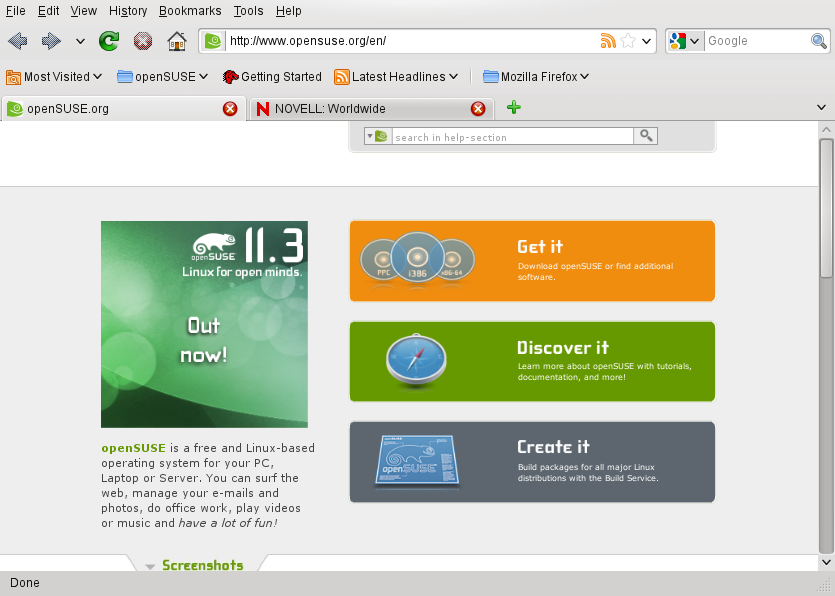 File Edit View History Bookmarks Tools Help
http://www.opensuse.org/en/
Google
Most Visited openSUSE Getting Started Latest Headlines Mozilla Firefox
openSUSE.org NOVELL: Worldwide
search in help-section
openSUSE 11.3
Linux for open minds.
Out
now!
openSUSE is a free and Linux-based
operating system for your PC,
Laptop or Server. You can surf the
web, manage your e-mails and
photos, do office work, play videos
or music and have a lot of fun!
PPC i386 x86-64
Get it
Download openSUSE or find additional
software.
Discover it
Learn more about openSUSE with tutorials,
documentation, and more!
openSUSE
Create it
Build packages for all major Linux
distributions with the Build Service.
Screenshots
Done